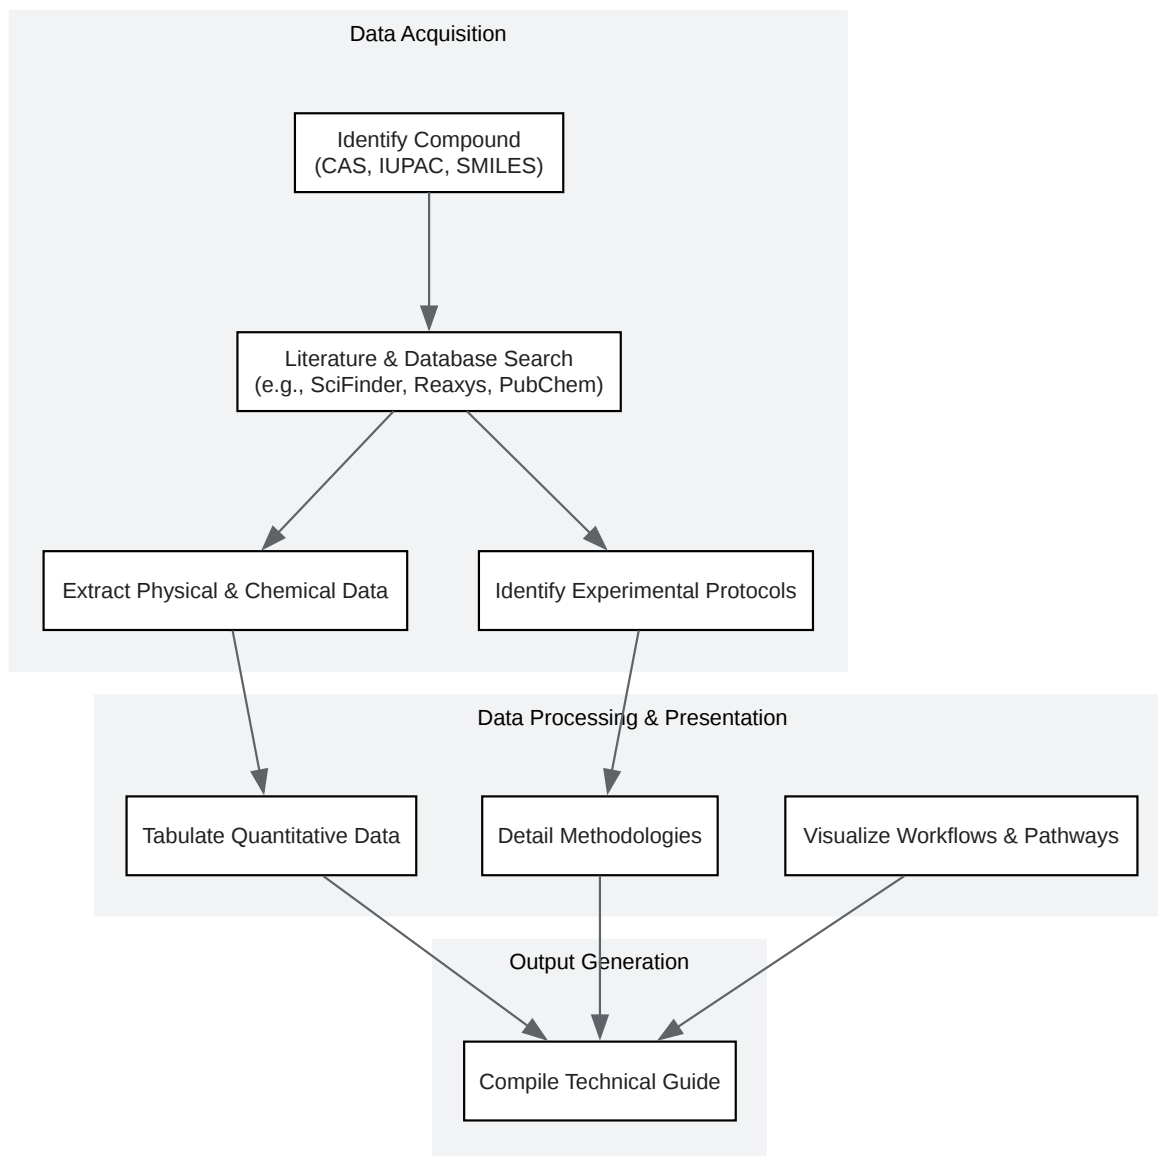 Data Acquisition
Identify Compound
(CAS, IUPAC, SMILES)
Literature & Database Search
(e.g., SciFinder, Reaxys, PubChem)
Extract Physical & Chemical Data
Identify Experimental Protocols
Data Processing & Presentation
Tabulate Quantitative Data
Detail Methodologies
Visualize Workflows & Pathways
Output Generation
Compile Technical Guide